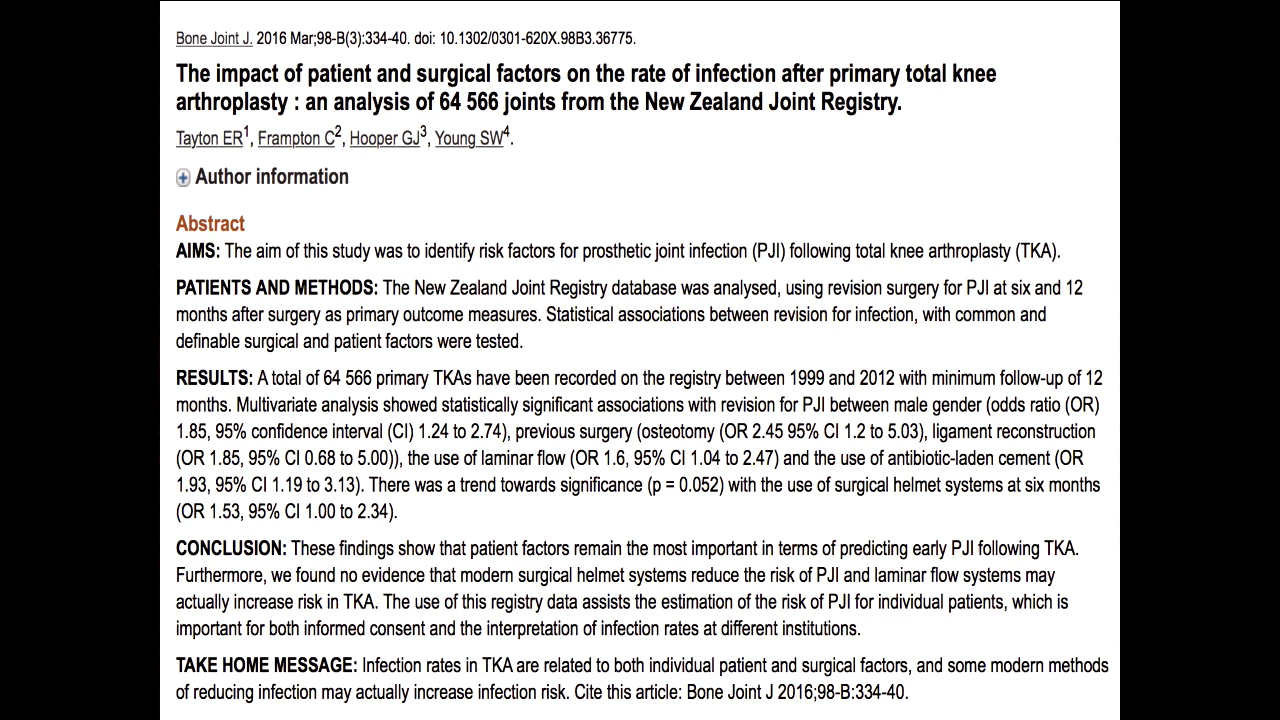 Bone Joint J. 2016 Mar;98-B(3):334-40. doi: 10.1302/0301-620X.98B3.36775.
The impact of patient and surgical factors on the rate of infection after primary total knee
arthroplasty : an analysis of 64 566 joints from the New Zealand Joint Registry.
Tayton ER1, Frampton C2, Hooper GJ3, Young SW4.
Author information
Abstract
AIMS: The aim of this study was to identify risk factors for prosthetic joint infection (PJI) following total knee arthroplasty (TKA).
PATIENTS AND METHODS: The New Zealand Joint Registry database was analysed, using revision surgery for PJI at six and 12
months after surgery as primary outcome measures. Statistical associations between revision for infection, with common and
definable surgical and patient factors were tested.
RESULTS: A total of 64 566 primary TKAs have been recorded on the registry between 1999 and 2012 with minimum follow-up of 12
months. Multivariate analysis showed statistically significant associations with revision for PJI between male gender (odds ratio (OR)
1.85, 95% confidence interval (CI) 1.24 to 2.74), previous surgery (osteotomy (OR 2.45 95% CI 1.2 to 5.03), ligament reconstruction
(OR 1.85, 95% CI 0.68 to 5.00)), the use of laminar flow (OR 1.6, 95% CI 1.04 to 2.47) and the use of antibiotic-laden cement (OR
1.93, 95% CI 1.19 to 3.13). There was a trend towards significance (p = 0.052) with the use of surgical helmet systems at six months
(OR 1.53, 95% CI 1.00 to 2.34).
CONCLUSION: These findings show that patient factors remain the most important in terms of predicting early PJI following TKA.
Furthermore, we found no evidence that modern surgical helmet systems reduce the risk of PJI and laminar flow systems may
actually increase risk in TKA. The use of this registry data assists the estimation of the risk of PJI for individual patients, which is
important for both informed consent and the interpretation of infection rates at different institutions.
TAKE HOME MESSAGE: Infection rates in TKA are related to both individual patient and surgical factors, and some modern methods
of reducing infection may actually increase infection risk. Cite this article: Bone Joint J 2016;98-B:334-40.